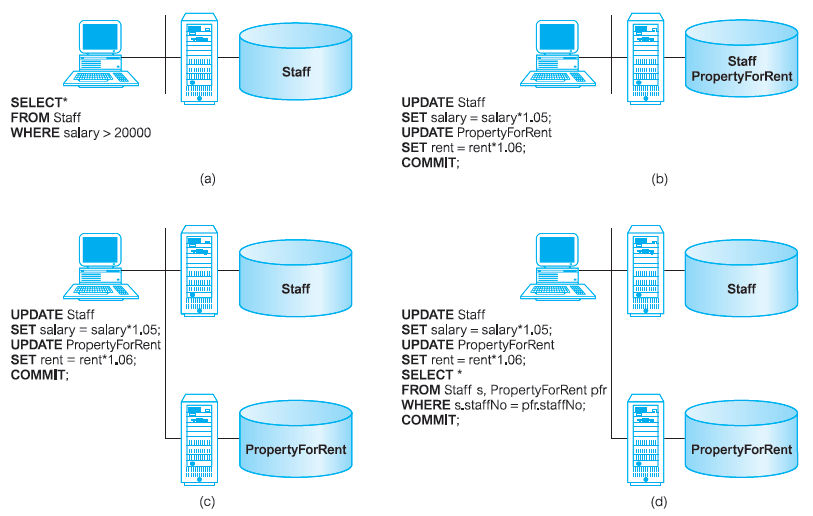 Staff
SELECT*
FROM Staff
WHERE salary > 20000
(a)
Staff
PropertyForRent
UPDATE Staff
SET salary = salary*1.05;
UPDATE PropertyForRent
SET rent = rent*1.06;
COMMIT;
(b)
Staff
UPDATE Staff
SET salary = salary*1.05;
UPDATE PropertyForRent
SET rent = rent*1.06;
COMMIT;
PropertyForRent
(c)
Staff
UPDATE Staff
SET salary = salary*1.05;
UPDATE PropertyForRent
SET rent = rent*1.06;
SELECT *
FROM Staff s, PropertyForRent pfr
WHERE s.staffNo = pfr.staffNo;
COMMIT;
PropertyForRent
(d)